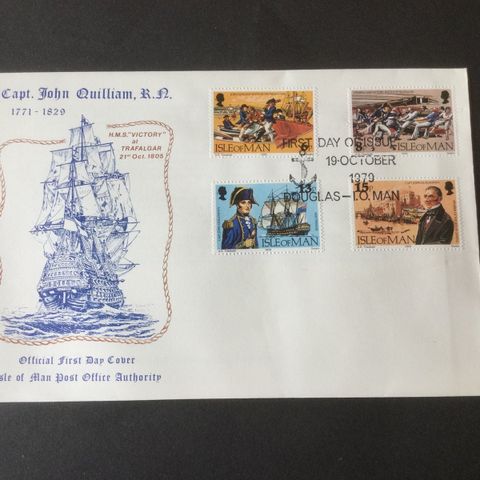 Capt. John Quilliam, R.N.
1771 - 1829
H.M.S. "VICTORY"
at
TRAFALGAR
21st Oct. 1805
Official First Day Cover
Isle of Man Post Office Authority
ISLE OF MAN
ISLE OF MAN
FIRST DAY OF ISSUE
19 OCTOBER
1979
DOUGLAS - I.O. MAN
13
ISLE OF MAN
15
ISLE OF MAN